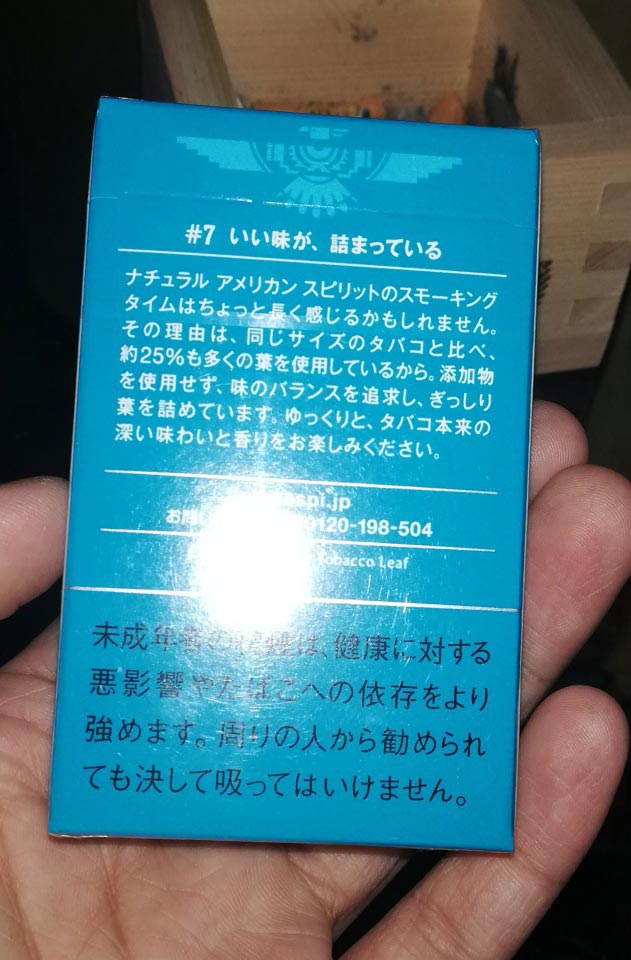 #7 いい味が、詰まっている
ナチュラル アメリカン スピリットのスモーキング
タイムはちょっと長く感じるかもしれません。
その理由は、同じサイズのタバコと比べ、
約25%も多くの葉を使用しているから。添加物
を使用せず、味のバランスを追求し、ぎっしり
葉を詰めています。ゆっくりと、タバコ本来の
深い味わいと香りをお楽しみください。
spi.jp
0120-198-504
Tobacco Leaf
未成年者の喫煙は、健康に対する
悪影響やたばこへの依存をより
強めます。周りの人から勧められ
ても決して吸ってはいけません。